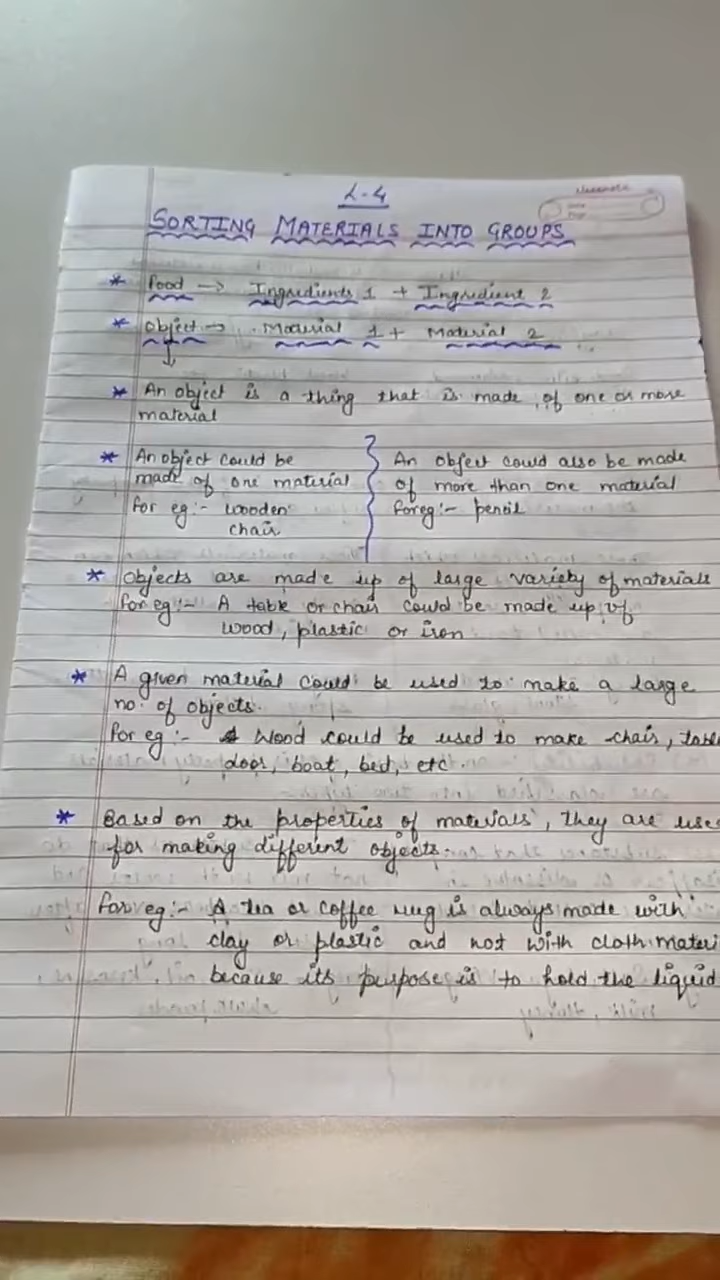 L-4
SORTING MATERIALS INTO GROUPS
* Food → Ingredients 1 + Ingredient 2
* Object → Material 1 + Material 2
* An object is a thing that is made of one or more
material
* An object could be
made of one material
for eg:- wooden
chair
An object could also be made
of more than one material
for eg:- pencil
* Objects are made up of large variety of materials
for eg:- A table or chair could be made up of
wood, plastic or iron
* A given material could be used to make a large
no. of objects.
for eg:- Wood could be used to make chair, table
door, boat, bed, etc.
* Based on the properties of materials, they are use
for making different objects.
for eg:- A tea or coffee mug is always made with
clay or plastic and not with cloth materi
because its purpose is to hold the liquid